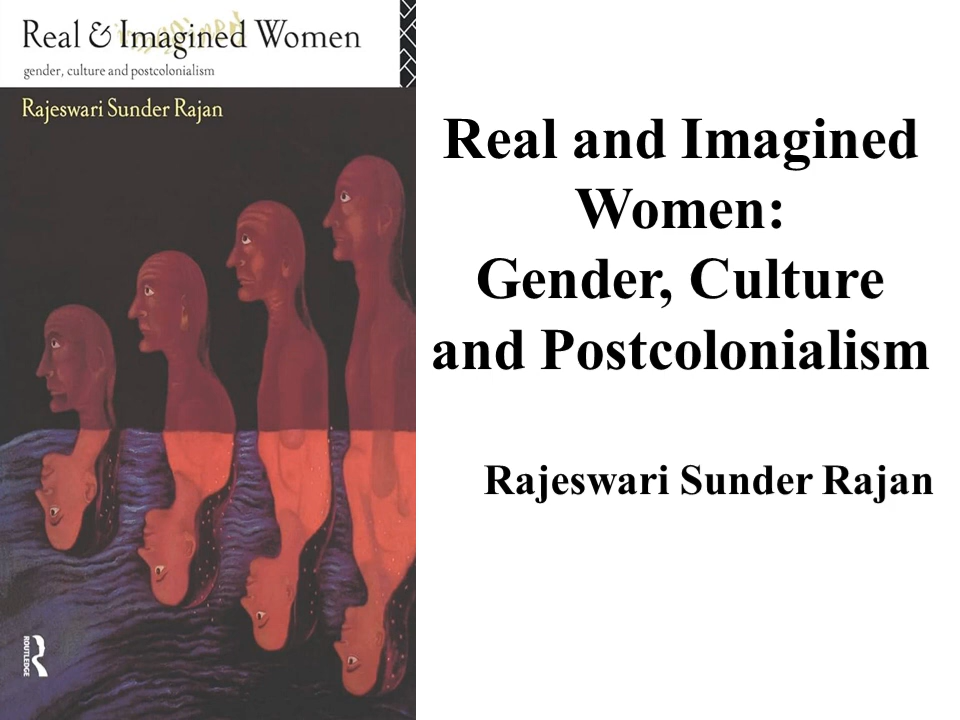 Real & Imagined Women
gender, culture and postcolonialism
Rajeswari Sunder Rajan
ROUTLEDGE
Real and Imagined
Women:
Gender, Culture
and Postcolonialism
Rajeswari Sunder Rajan